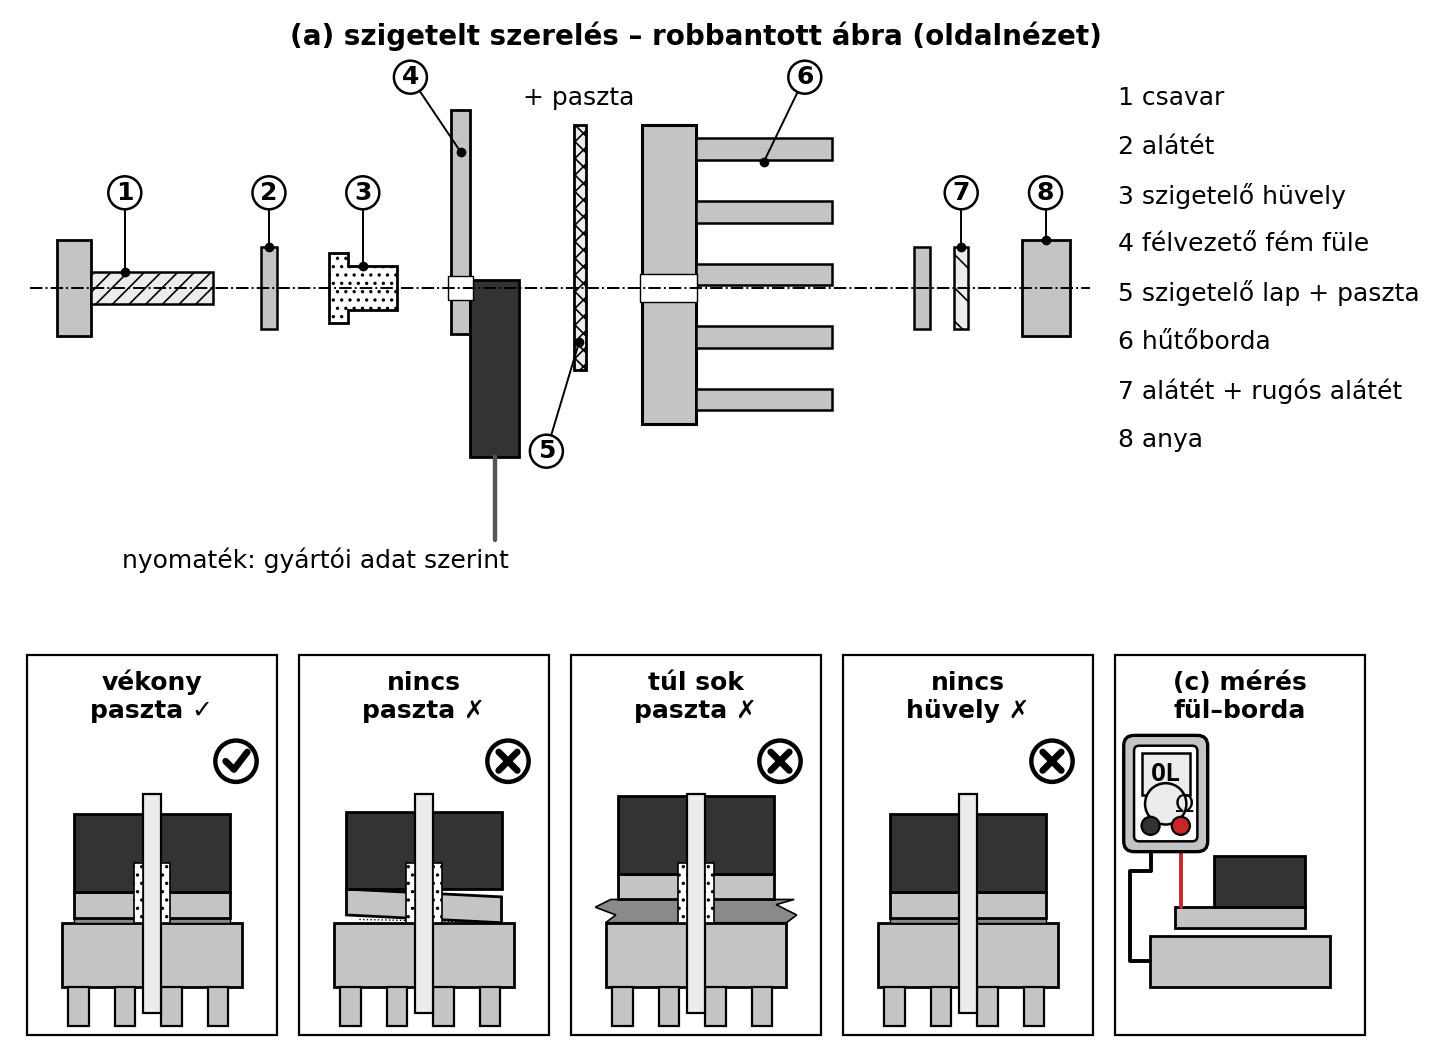 (a) szigetelt szerelés – robbantott ábra (oldalnézet)
4
6
+ paszta
1
2
3
7
8
5
1 csavar
2 alátét
3 szigetelő hüvely
4 félvezető fém füle
5 szigetelő lap + paszta
6 hűtőborda
7 alátét + rugós alátét
8 anya
nyomaték: gyártói adat szerint
vékony
paszta ✓
nincs
paszta ✗
túl sok
paszta ✗
nincs
hüvely ✗
(c) mérés
fül–borda
OL
Ω